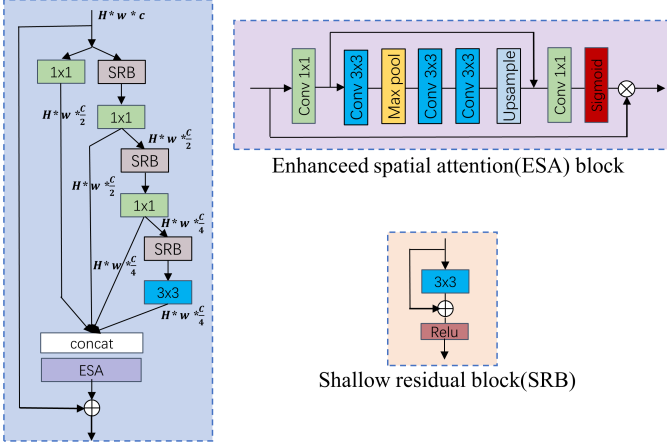 H* w * c
1x1
SRB
H* w *C/2
1x1
H* w *C/2
SRB
H* w *C/2
1x1
H* w *C/4
SRB
H* w *C/4
3x3
H* w *C/4
concat
ESA
Conv 1x1
Conv 3x3
Max pool
Conv 3x3
Conv 3x3
Upsample
Conv 1x1
Sigmoid
Enhanceed spatial attention(ESA) block
3x3
Relu
Shallow residual block(SRB)